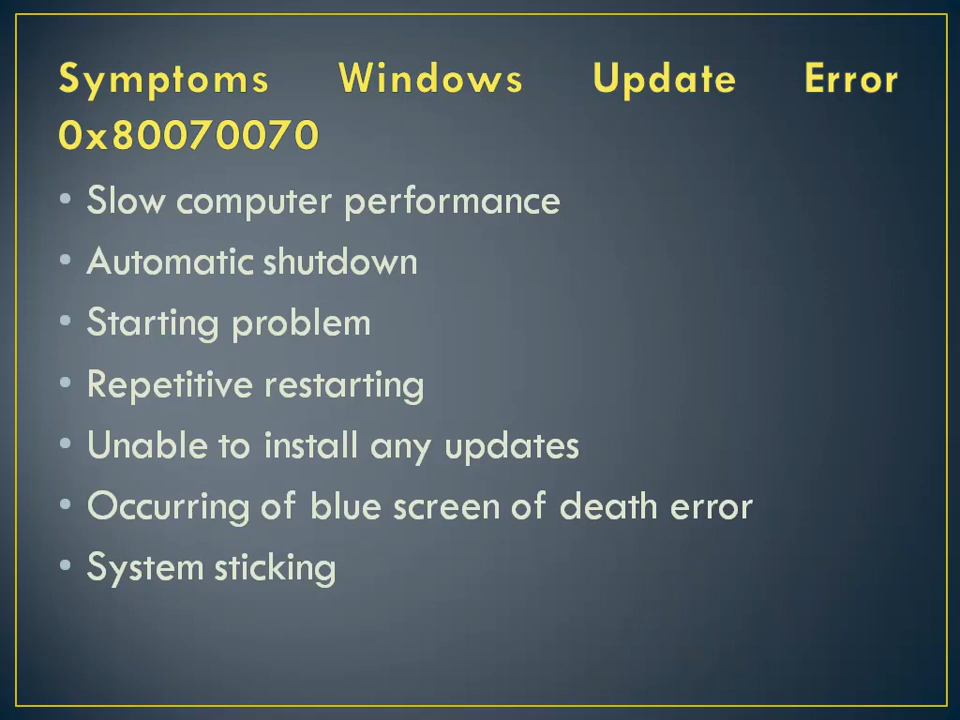 Symptoms Windows Update Error
0x80070070
• Slow computer performance
• Automatic shutdown
• Starting problem
• Repetitive restarting
• Unable to install any updates
• Occurring of blue screen of death error
• System sticking